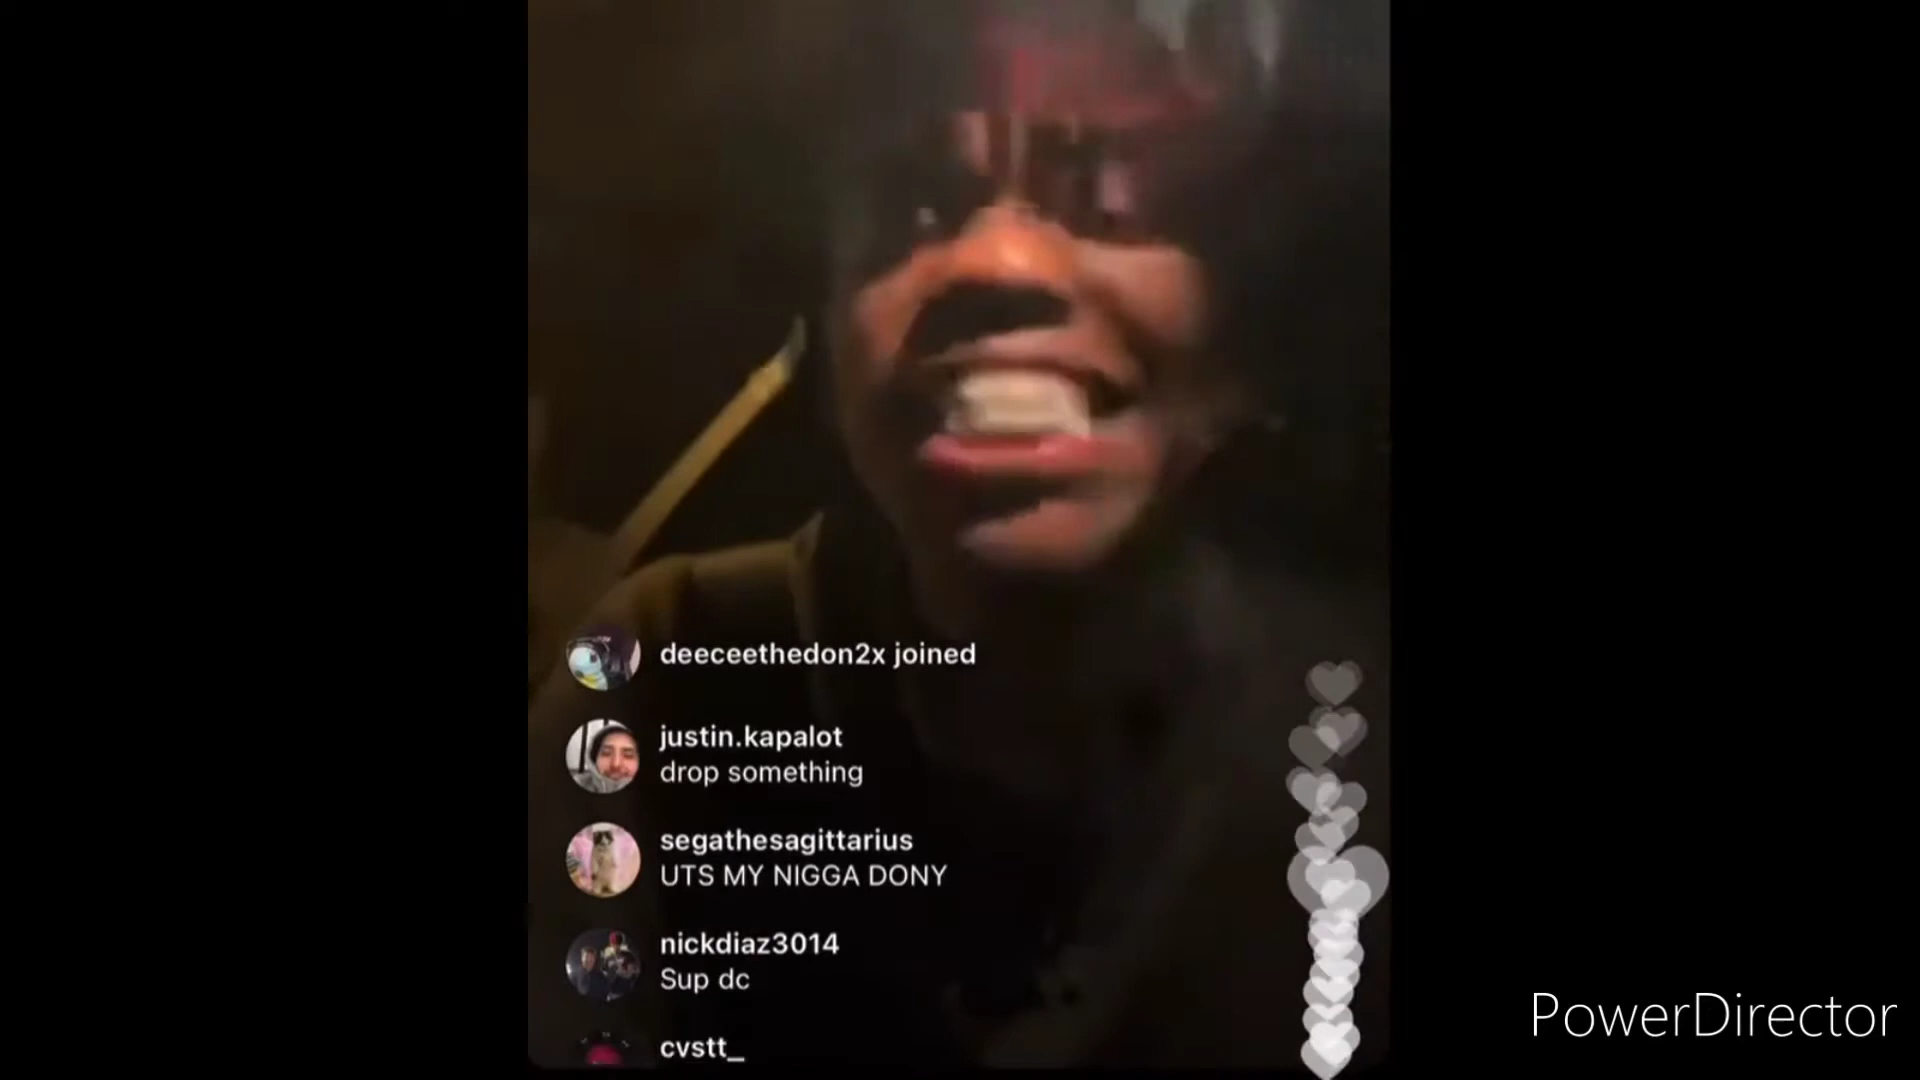 deeceethedon2x joined
justin.kapalot
drop something
segathesagittarius
UTS MY NIGGA DONY
nickdiaz3014
Sup dc
cvstt_
PowerDirector